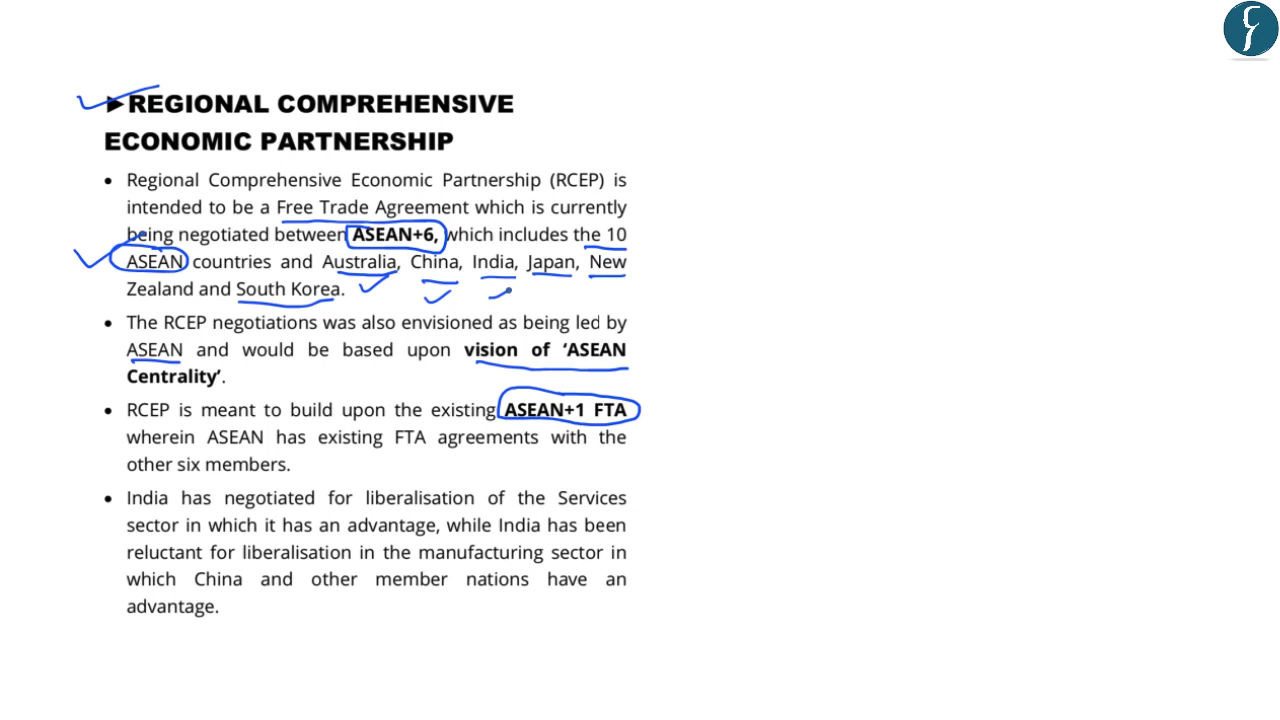 ►REGIONAL COMPREHENSIVE
ECONOMIC PARTNERSHIP
• Regional Comprehensive Economic Partnership (RCEP) is
intended to be a Free Trade Agreement which is currently
being negotiated between ASEAN+6, which includes the 10
ASEAN countries and Australia, China, India, Japan, New
Zealand and South Korea.
• The RCEP negotiations was also envisioned as being led by
ASEAN and would be based upon vision of ‘ASEAN
Centrality’.
• RCEP is meant to build upon the existing ASEAN+1 FTA
wherein ASEAN has existing FTA agreements with the
other six members.
• India has negotiated for liberalisation of the Services
sector in which it has an advantage, while India has been
reluctant for liberalisation in the manufacturing sector in
which China and other member nations have an
advantage.